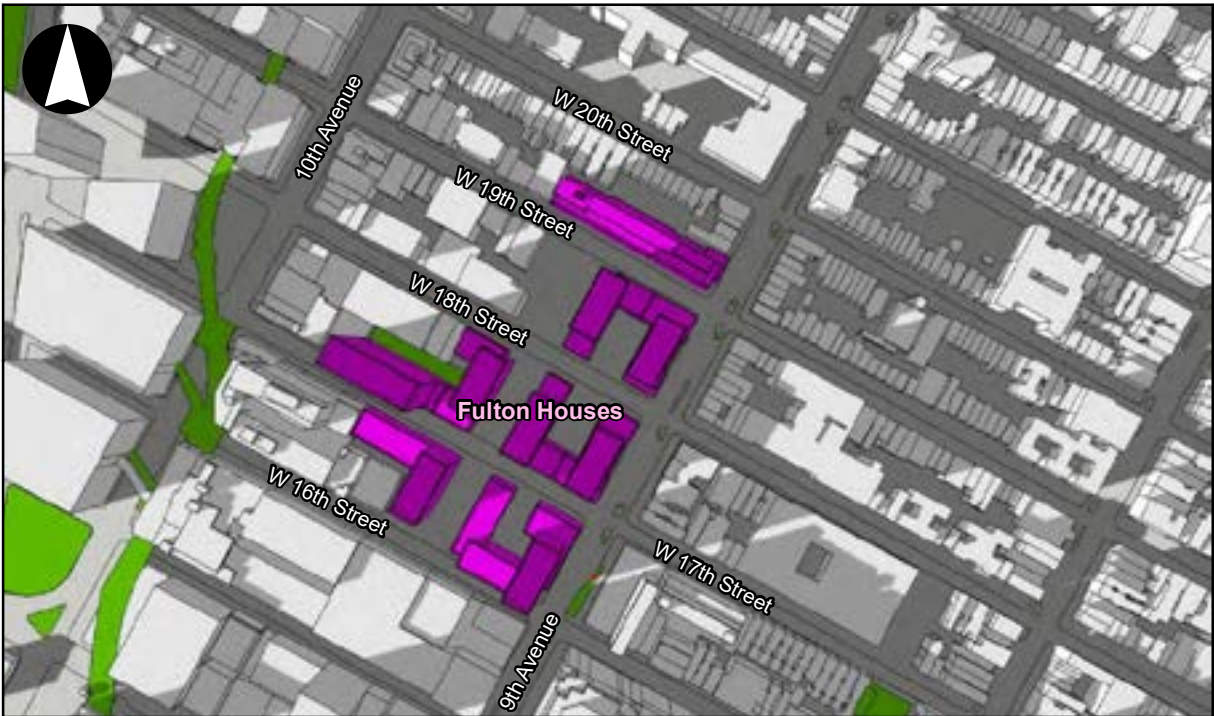 10th Avenue
W 20th Street
W 19th Street
W 18th Street
Fulton Houses
W 16th Street
W 17th Street
9th Avenue